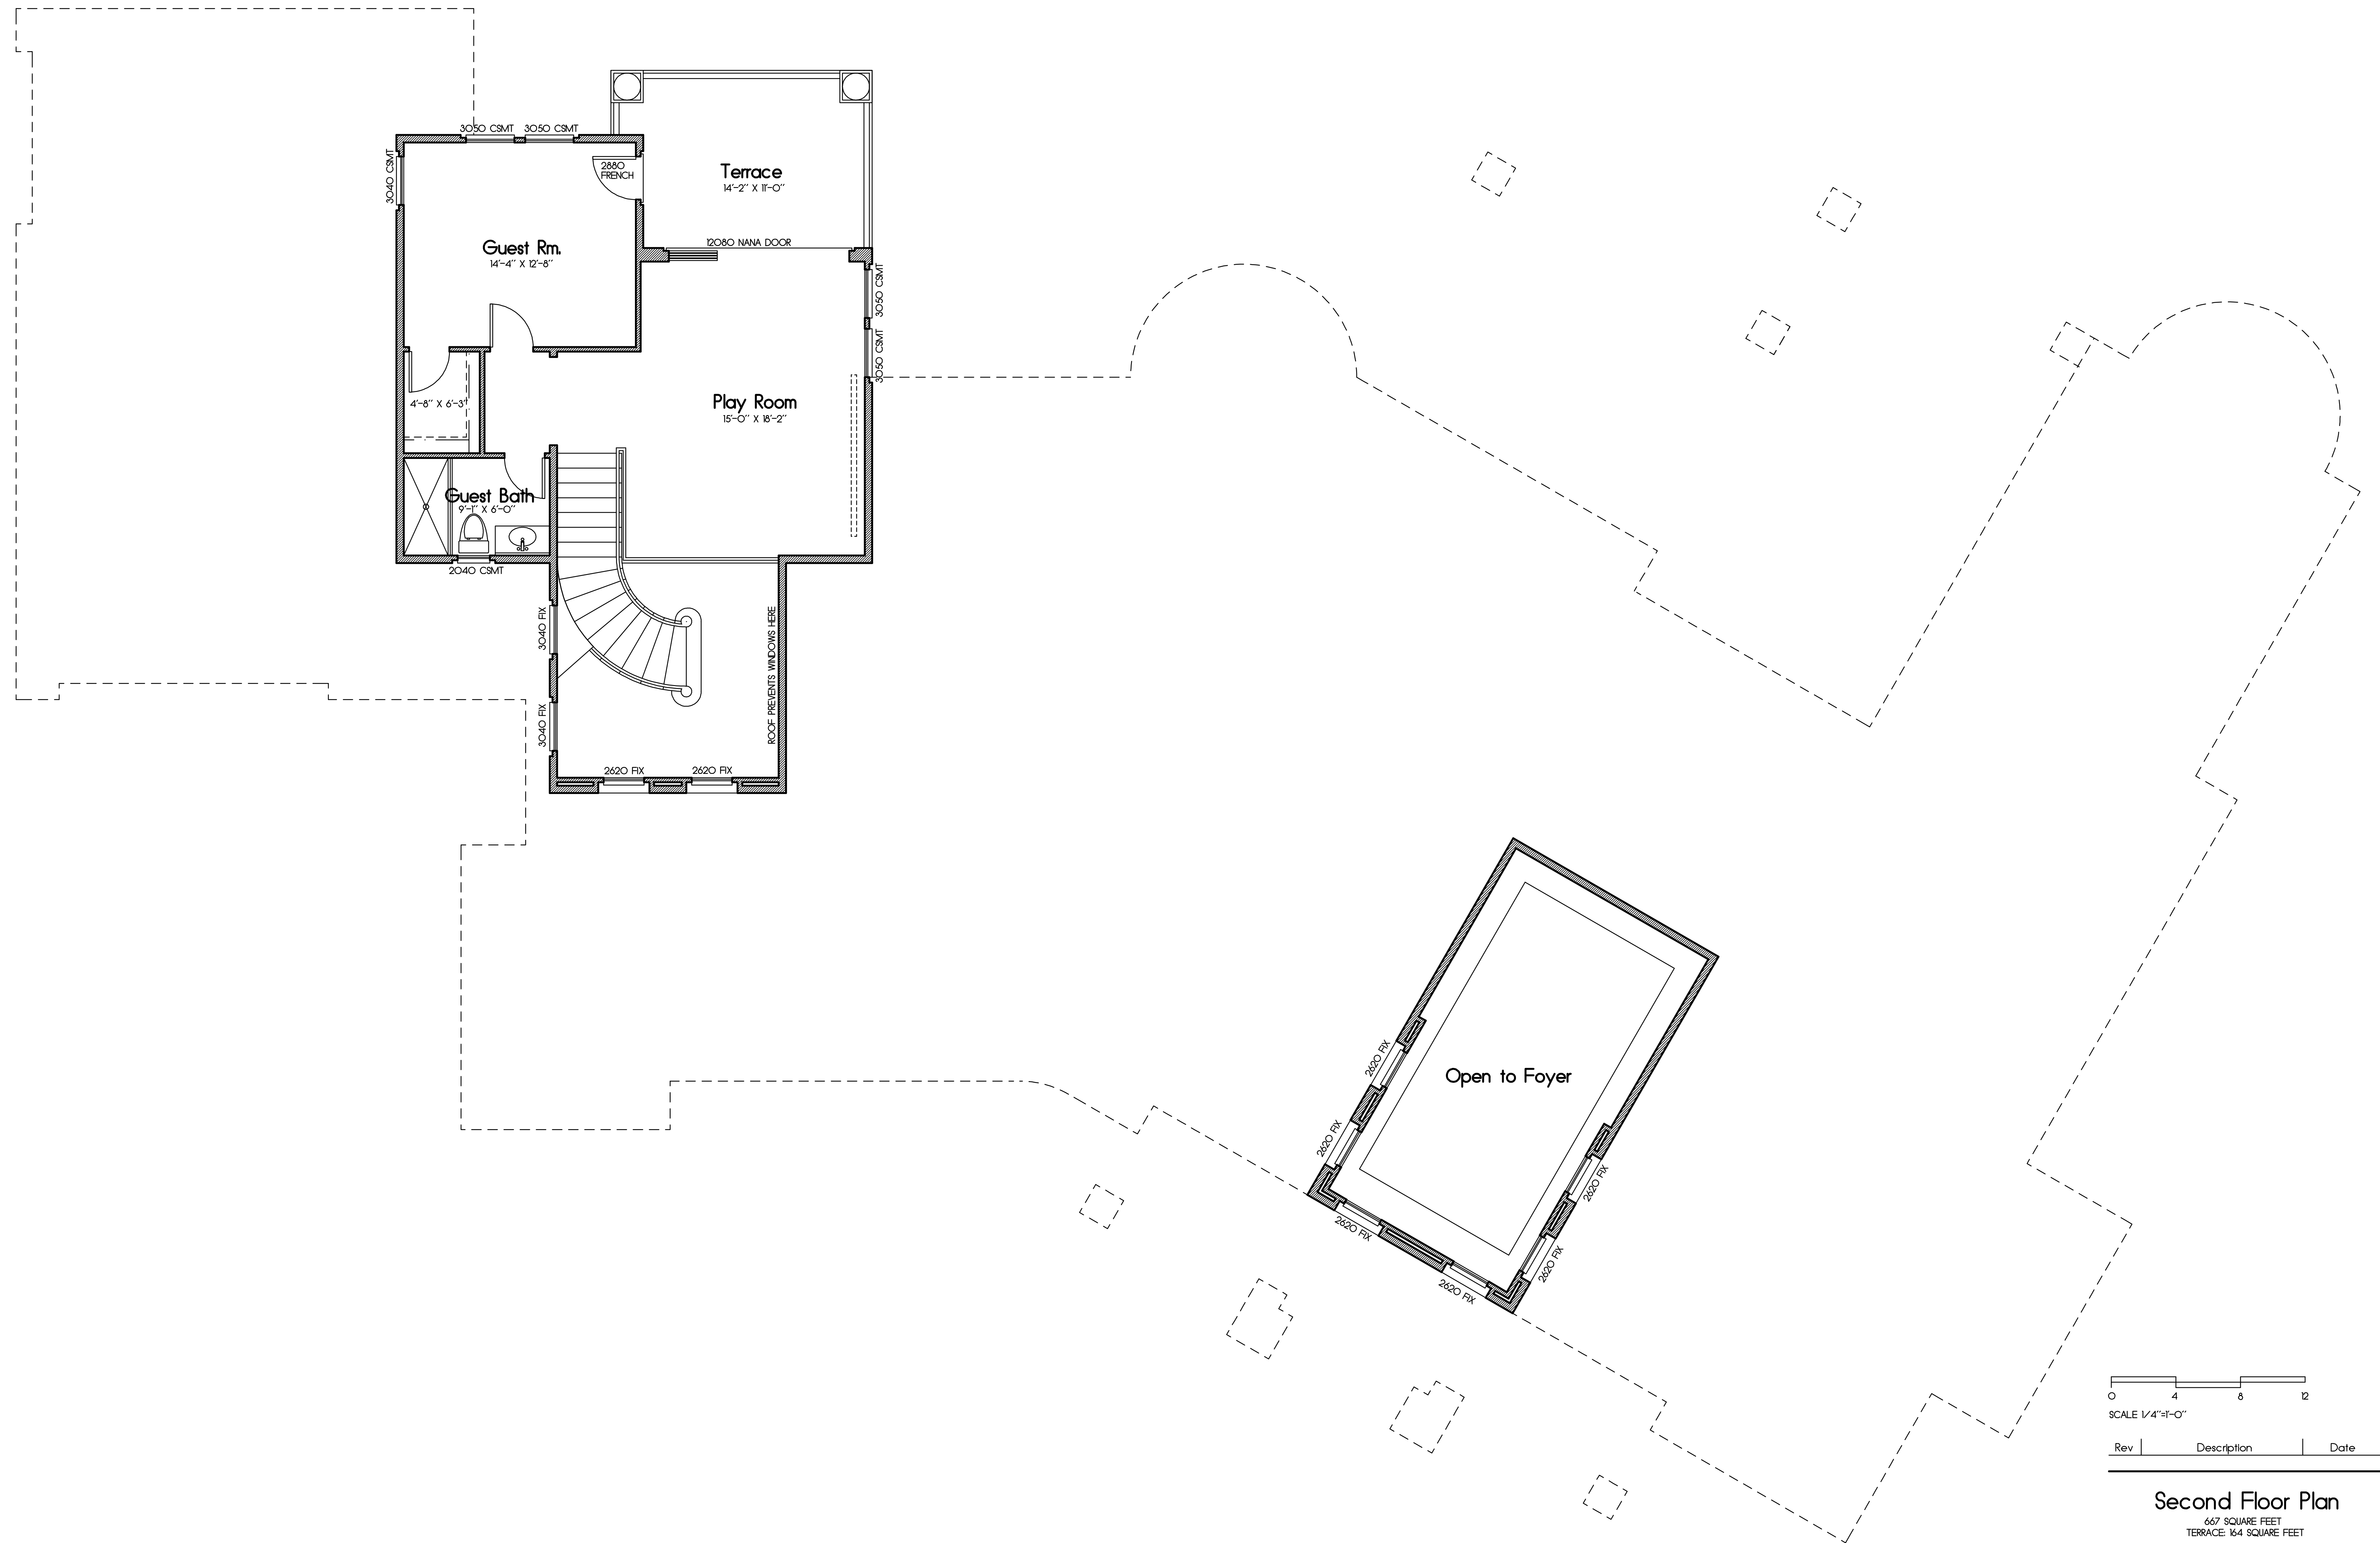 3050 CSMT
3050 CSMT
3040 CSMT
2880
FRENCH
Terrace
14'-2" X 11'-0"
12080 NANA DOOR
Guest Rm.
14'-4" X 12'-8"
3050 CSMT
3050 CSMT
4'-8" X 6'-3"
Play Room
15'-0" X 18'-2"
Guest Bath
9'-1" X 6'-0"
2040 CSMT
3040 FIX
3040 FIX
ROOF PREVENTS WINDOWS HERE
2620 FIX
2620 FIX
2620 FIX
2620 FIX
Open to Foyer
2620 FIX
2620 FIX
2620 FIX
2620 FIX
0 4 8 12
SCALE 1/4"=1'-0"
Rev Description Date
Second Floor Plan
667 SQUARE FEET
TERRACE: 164 SQUARE FEET